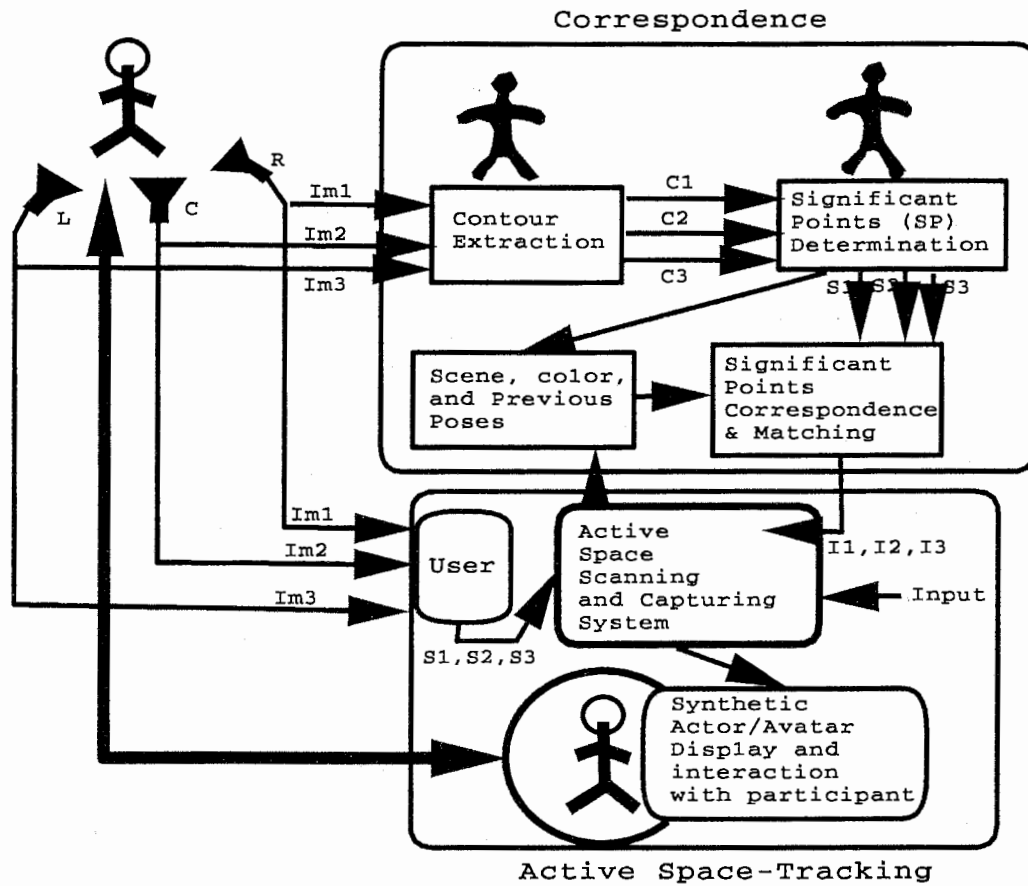 Correspondence
R
L
C
Im1
Im2
Im3
Contour
Extraction
C1
C2
C3
Significant
Points (SP)
Determination
S1
S2
S3
Scene, color,
and Previous
Poses
Significant
Points
Correspondence
& Matching
Im1
Im2
Im3
User
S1,S2,S3
Active
Space
Scanning
and Capturing
System
I1,I2,I3
Input
Synthetic
Actor/Avatar
Display and
interaction
with participant
Active Space-Tracking